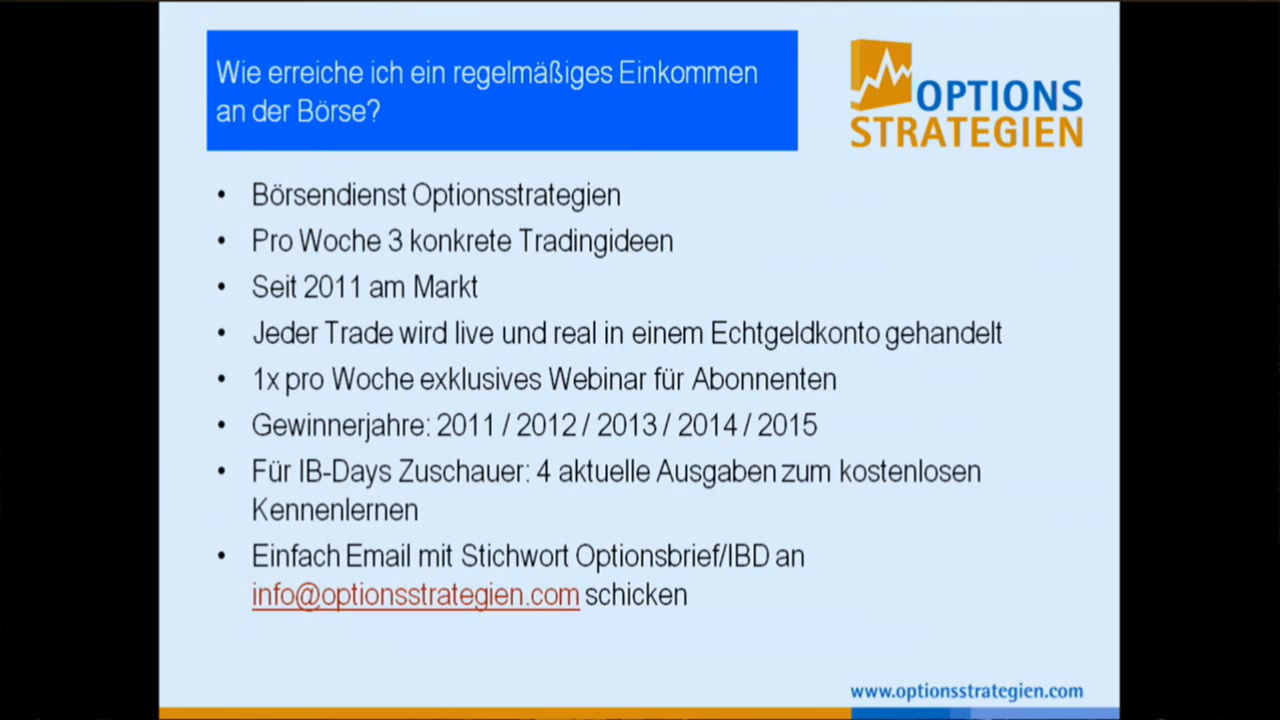 Wie erreiche ich ein regelmäßiges Einkommen
an der Börse?
OPTIONS
STRATEGIEN
• Börsendienst Optionsstrategien
• Pro Woche 3 konkrete Tradingideen
• Seit 2011 am Markt
• Jeder Trade wird live und real in einem Echtgeldkonto gehandelt
• 1x pro Woche exklusives Webinar für Abonnenten
• Gewinnerjahre: 2011 / 2012 / 2013 / 2014 / 2015
• Für IB-Days Zuschauer: 4 aktuelle Ausgaben zum kostenlosen
Kennenlernen
• Einfach Email mit Stichwort Optionsbrief/IBD an
info@optionsstrategien.com schicken
www.optionsstrategien.com